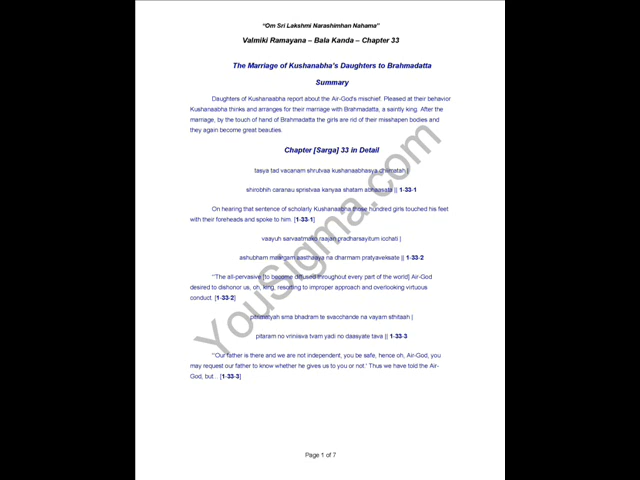 “Om Sri Lakshmi Narashimhan Nahama”
Valmiki Ramayana – Bala Kanda – Chapter 33
The Marriage of Kushanabha’s Daughters to Brahmadatta
Summary
Daughters of Kushanaabha report about the Air-God's mischief. Pleased at their behavior
Kushanaabha thinks and arranges for their marriage with Brahmadatta, a saintly king. After the
marriage, by the touch of hand of Brahmadatta the girls are rid of their misshapen bodies and
they again become great beauties.
Chapter [Sarga] 33 in Detail
tasya tad vacanam shrutvaa kushanaabhasya dhiimatah |
shirobhih caranau spristvaa kanyaa shatam abhaasata || 1-33-1
On hearing that sentence of scholarly Kushanaabha those hundred girls touched his feet
with their foreheads and spoke to him. [1-33-1]
vaayuh sarvaatmako raajan pradharsayitum icchati |
ashubham maargam aasthaaya na dharmam pratyaveksate || 1-33-2
"'The all-pervasive [to become diffused throughout every part of the world] Air-God
desired to dishonor us, oh, king, resorting to improper approach and overlooking virtuous
conduct. [1-33-2]
pitrimatyah sma bhadram te svacchande na vayam sthitaah |
pitaram no vriniisva tvam yadi no daasyate tava || 1-33-3
"'Our father is there and we are not independent, you be safe, hence oh, Air-God, you
may request our father to know whether he gives us to you or not.' Thus we have told the Air-
God, but... [1-33-3]
YouSigma.com
Page 1 of 7